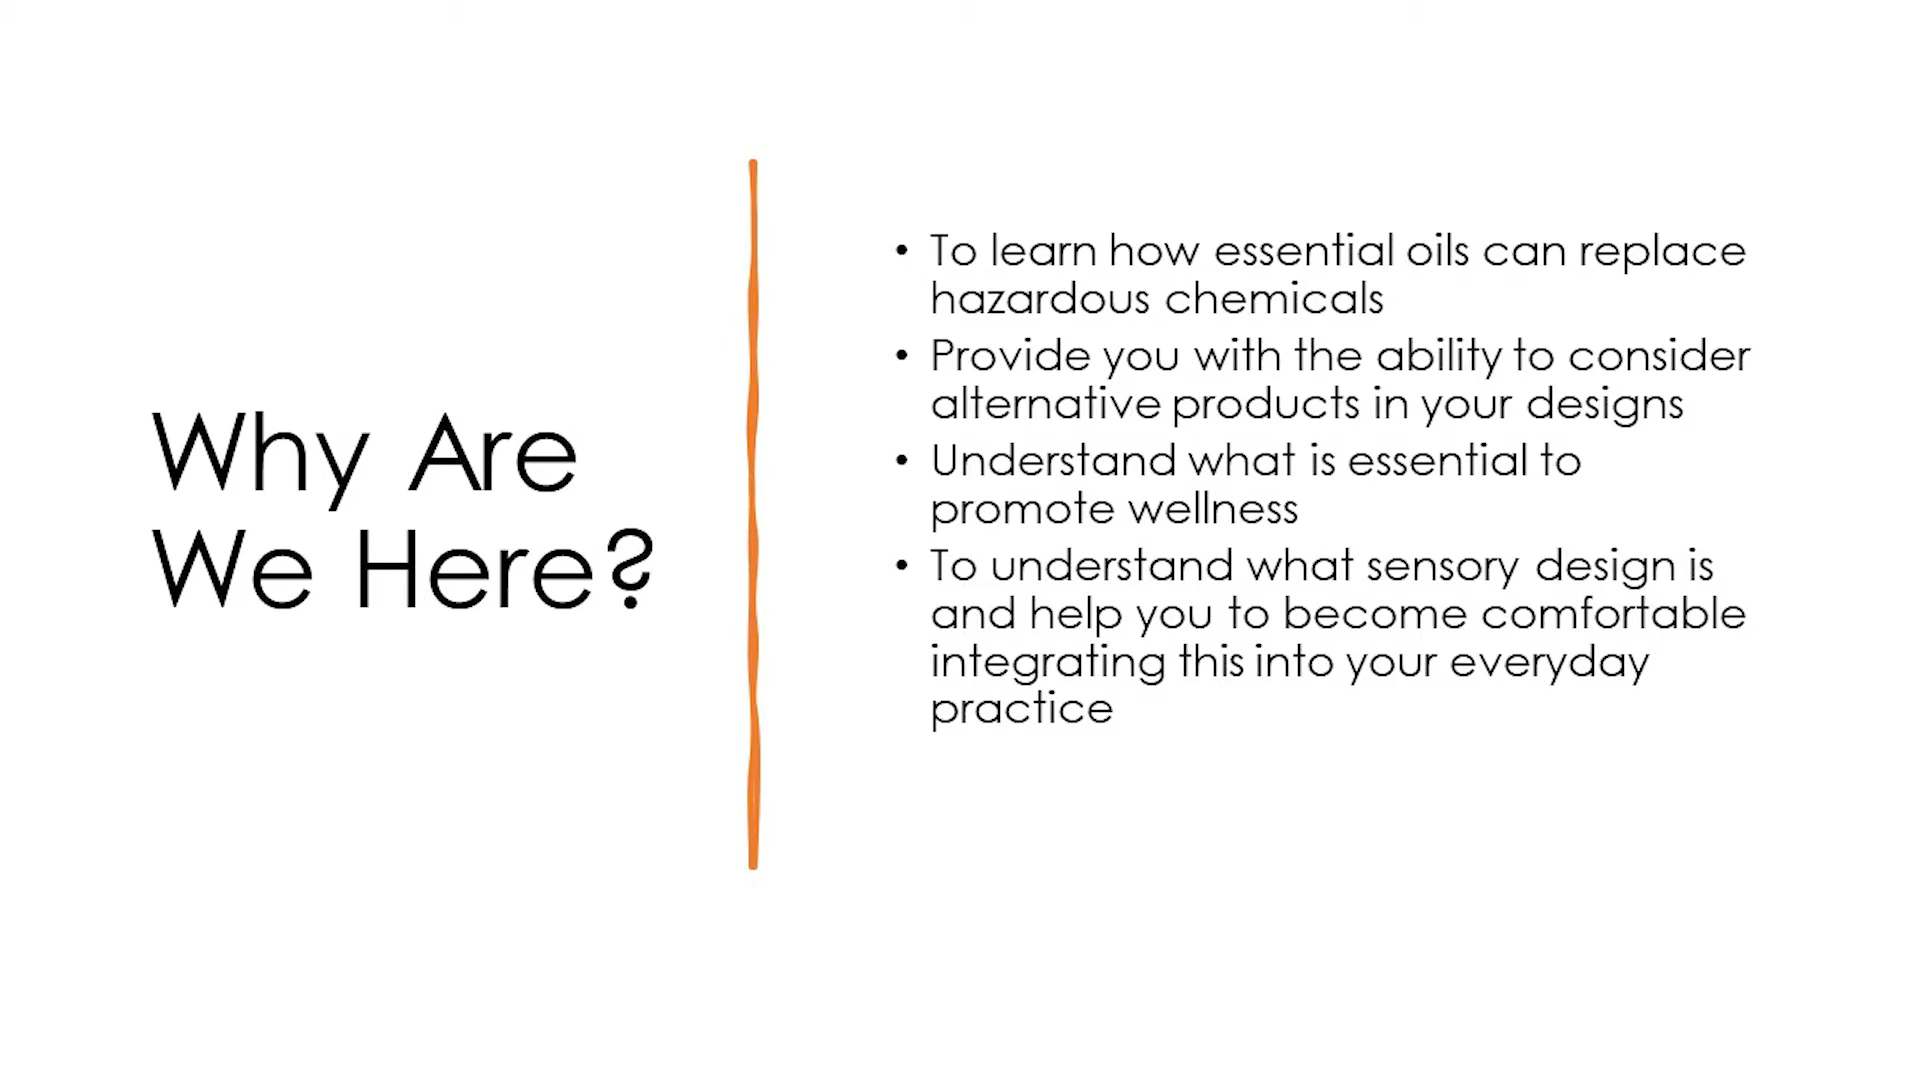 Why Are
We Here?
• To learn how essential oils can replace
hazardous chemicals
• Provide you with the ability to consider
alternative products in your designs
• Understand what is essential to
promote wellness
• To understand what sensory design is
and help you to become comfortable
integrating this into your everyday
practice